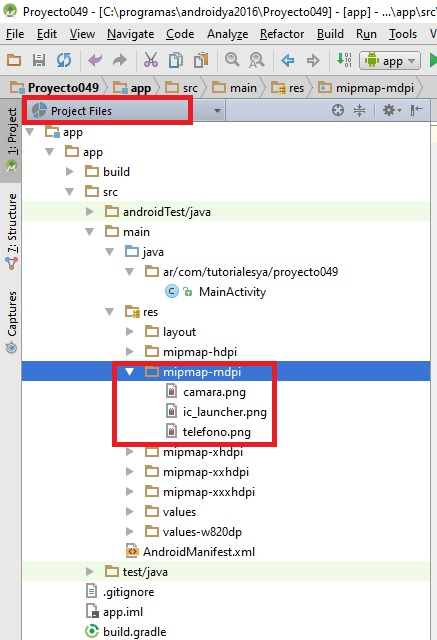 Proyecto049 - [C:\programas\androidya2016\Proyecto049] - [app] - ...\app\src
File Edit View Navigate Code Analyze Refactor Build Run
app
Proyecto049 app src main res mipmap-mdpi
Project Files
1: Project
7: Structure
Captures
app
app
build
src
androidTest/java
main
java
ar/com/tutorialesya/proyecto049
MainActivity
res
layout
mipmap-hdpi
mipmap-mdpi
camara.png
ic_launcher.png
telefono.png
mipmap-xhdpi
mipmap-xxhdpi
mipmap-xxxhdpi
values
values-w820dp
AndroidManifest.xml
test/java
.gitignore
app.iml
build.gradle